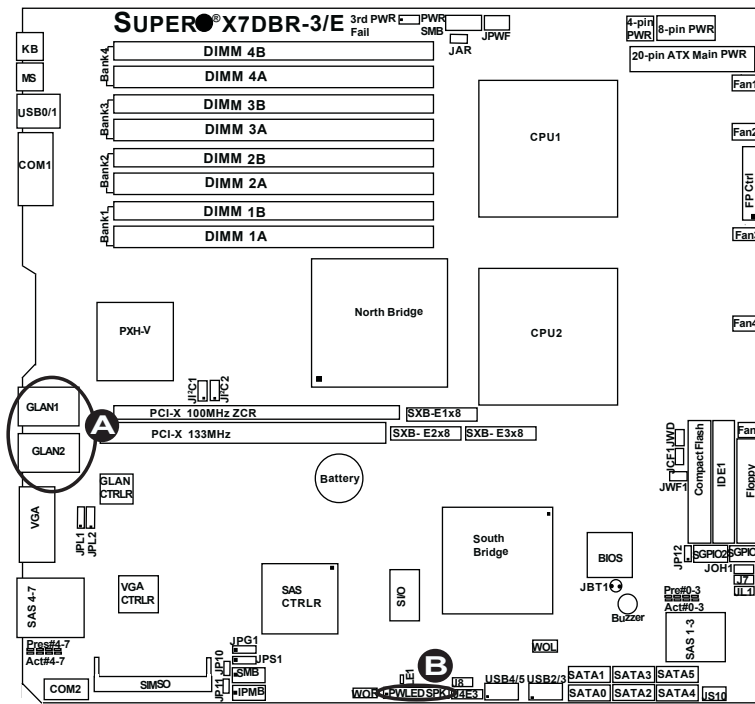 SUPER●® X7DBR-3/E
3rd PWR Fail
PWR SMB
JPWF
JAR
4-pin PWR
8-pin PWR
20-pin ATX Main PWR
KB
MS
USB0/1
COM1
Bank4
DIMM 4B
DIMM 4A
Bank3
DIMM 3B
DIMM 3A
Bank2
DIMM 2B
DIMM 2A
Bank1
DIMM 1B
DIMM 1A
CPU1
Fan1
Fan2
FP Ctrl
Fan3
Fan4
North Bridge
CPU2
PXH-V
JI²C1
JI²C2
GLAN1
GLAN2
A
PCI-X 100MHz ZCR
PCI-X 133MHz
SXB-E1x8
SXB- E2x8
SXB- E3x8
JWD
JCF1
JWF1
Compact Flash
IDE1
Fan
Floppy
Battery
GLAN CTRLR
VGA
JPL1
JPL2
South Bridge
BIOS
JP12
SGPIO2
SGPIO
JOH1
J7
JL1
JBT1
Buzzer
Pre#0-3
Act#0-3
SAS 1-3
SAS 4-7
VGA CTRLR
SAS CTRLR
SIO
Pres#4-7
Act#4-7
WOL
JPG1
JPS1
JP10
JP11
SMB
IPMB
COM2
SIMSO
B
LE1
WOR
PWLED SPK
J8
J4E3
USB4/5
USB2/3
SATA1
SATA3
SATA5
SATA0
SATA2
SATA4
JS10